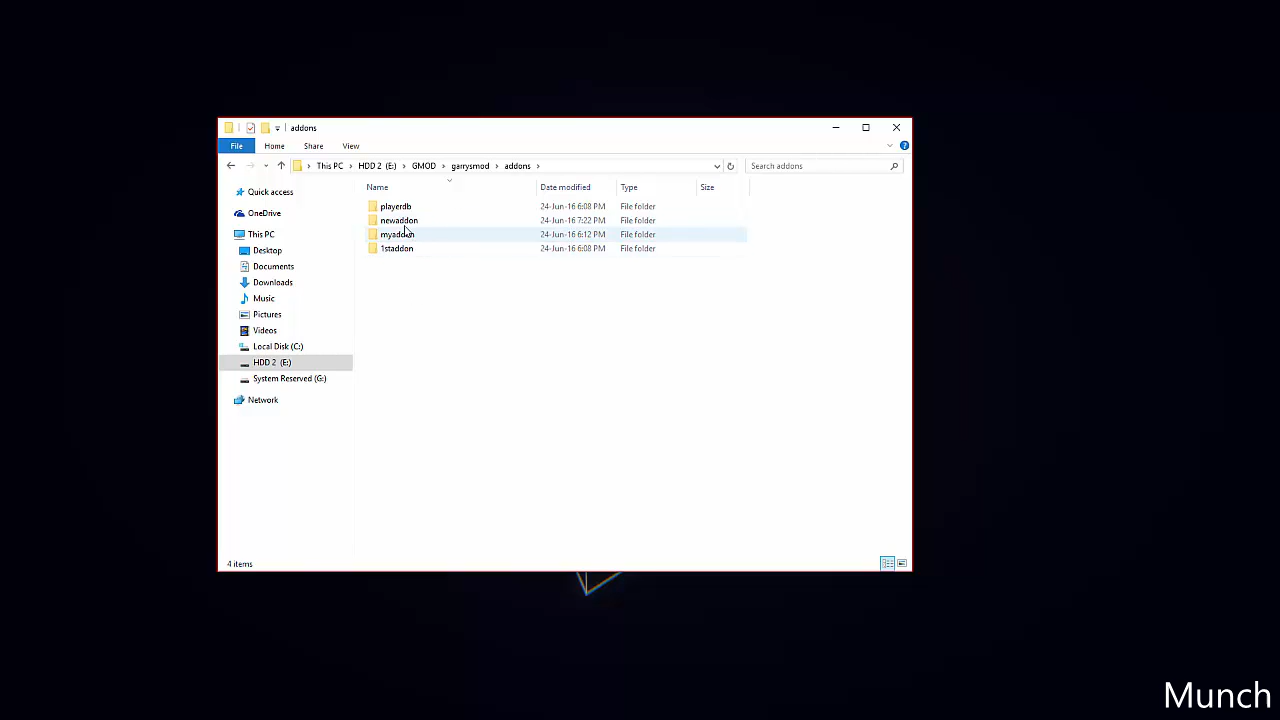 addons
File Home Share View
This PC HDD 2 (E:) GMOD garrysmod addons Search addons
Name Date modified Type Size
Quick access
OneDrive
This PC
Desktop
Documents
Downloads
Music
Pictures
Videos
Local Disk (C:)
HDD 2 (E:)
System Reserved (G:)
Network
playerdb 24-Jun-16 6:08 PM File folder
newaddon 24-Jun-16 7:22 PM File folder
myaddon 24-Jun-16 6:12 PM File folder
1staddon 24-Jun-16 6:08 PM File folder
4 items
Munch